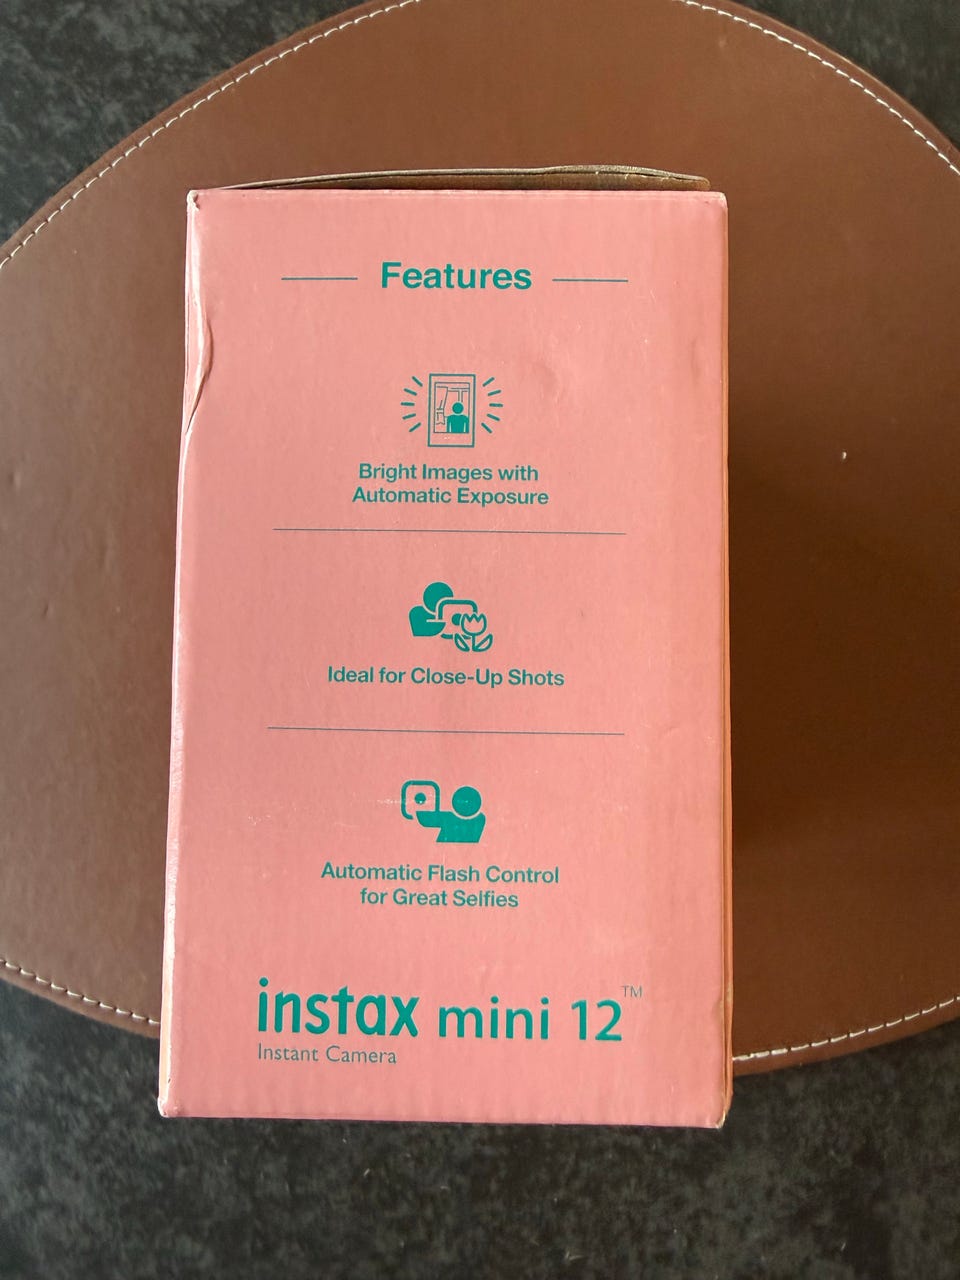 Features
Bright Images with
Automatic Exposure
Ideal for Close-Up Shots
Automatic Flash Control
for Great Selfies
instax mini 12™
Instant Camera